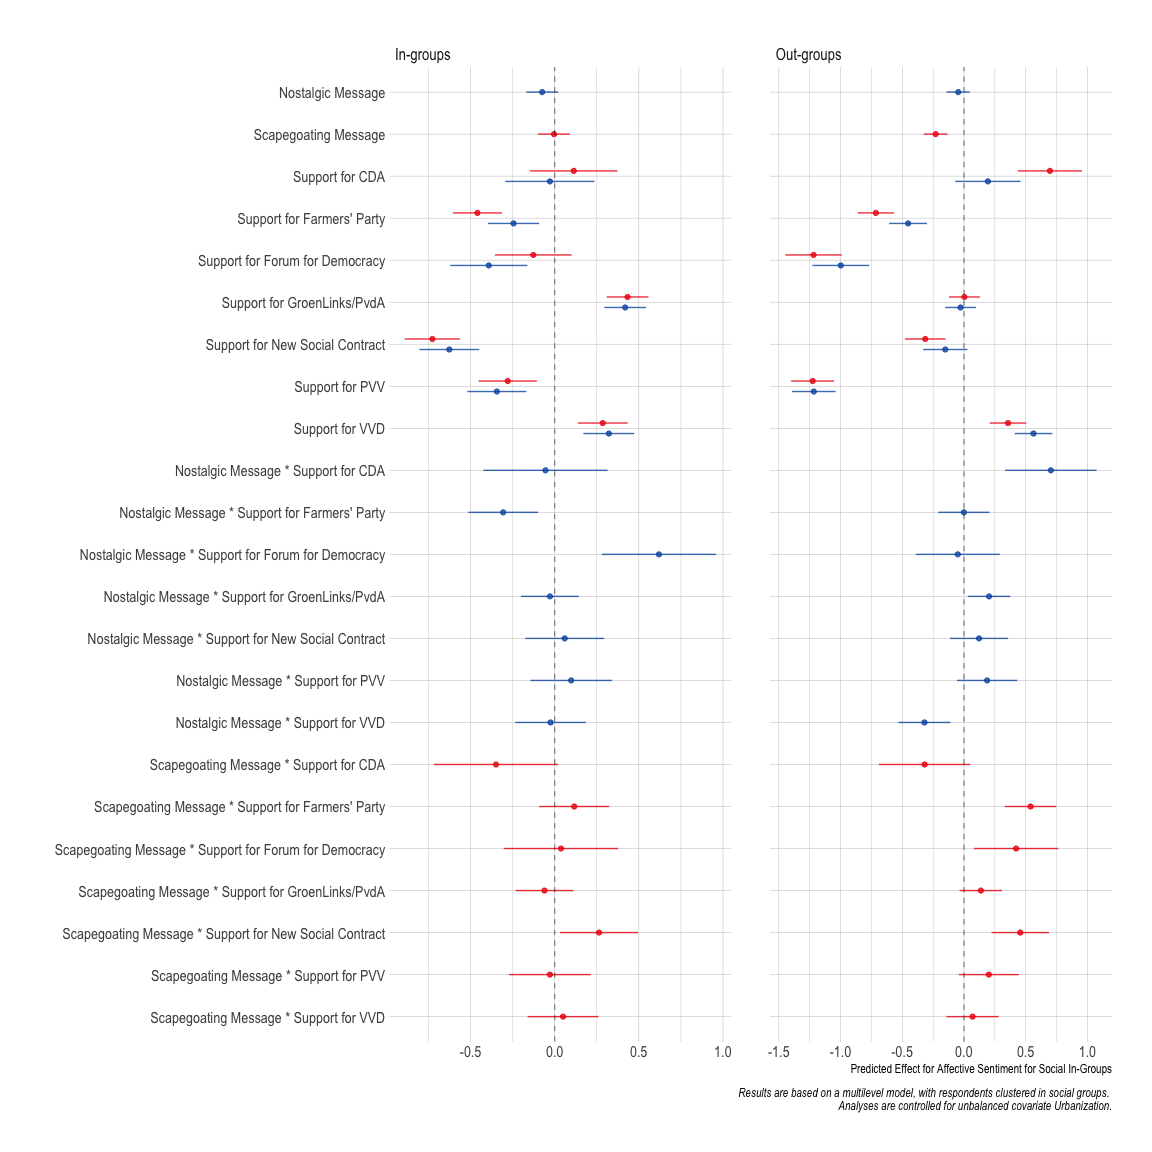 In-groups
Out-groups
Nostalgic Message
Scapegoating Message
Support for CDA
Support for Farmers' Party
Support for Forum for Democracy
Support for GroenLinks/PvdA
Support for New Social Contract
Support for PVV
Support for VVD
Nostalgic Message * Support for CDA
Nostalgic Message * Support for Farmers' Party
Nostalgic Message * Support for Forum for Democracy
Nostalgic Message * Support for GroenLinks/PvdA
Nostalgic Message * Support for New Social Contract
Nostalgic Message * Support for PVV
Nostalgic Message * Support for VVD
Scapegoating Message * Support for CDA
Scapegoating Message * Support for Farmers' Party
Scapegoating Message * Support for Forum for Democracy
Scapegoating Message * Support for GroenLinks/PvdA
Scapegoating Message * Support for New Social Contract
Scapegoating Message * Support for PVV
Scapegoating Message * Support for VVD
-0.5 0.0 0.5 1.0
-1.5 -1.0 -0.5 0.0 0.5 1.0
Predicted Effect for Affective Sentiment for Social In-Groups
Results are based on a multilevel model, with respondents clustered in social groups.
Analyses are controlled for unbalanced covariate Urbanization.